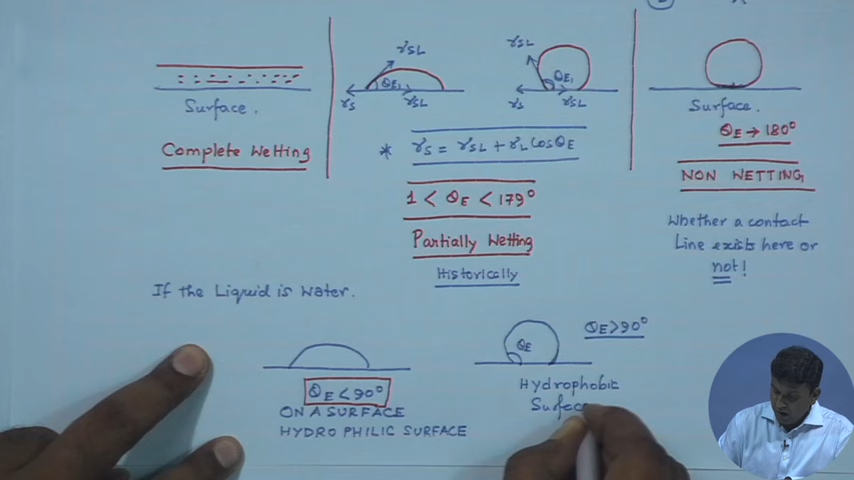 γSL
γSL
θE1
θE1
γS
γSL
γS
γSL
Surface.
Surface.
θE → 180°
Complete Wetting
* γS = γSL + γL CosθE
NON WETTING
1 < θE < 179°
Partially Wetting
Historically
Whether a contact
Line exists here or
not!
If the Liquid is Water.
θE
θE > 90°
θE < 90°
ON A SURFACE
HYDRO PHILIC SURFACE
Hydrophobic